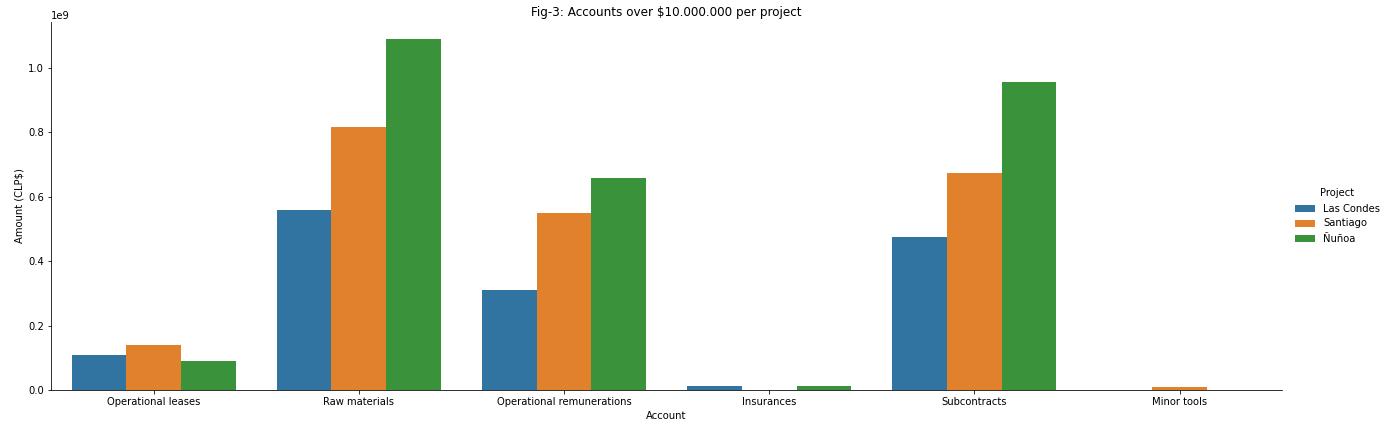 Fig-3: Accounts over $10.000.000 per project
1e9
1.0
0.8
0.6
0.4
0.2
0.0
Amount (CLP$)
Operational leases
Raw materials
Operational remunerations
Insurances
Subcontracts
Minor tools
Account
Project
Las Condes
Santiago
Ñuñoa